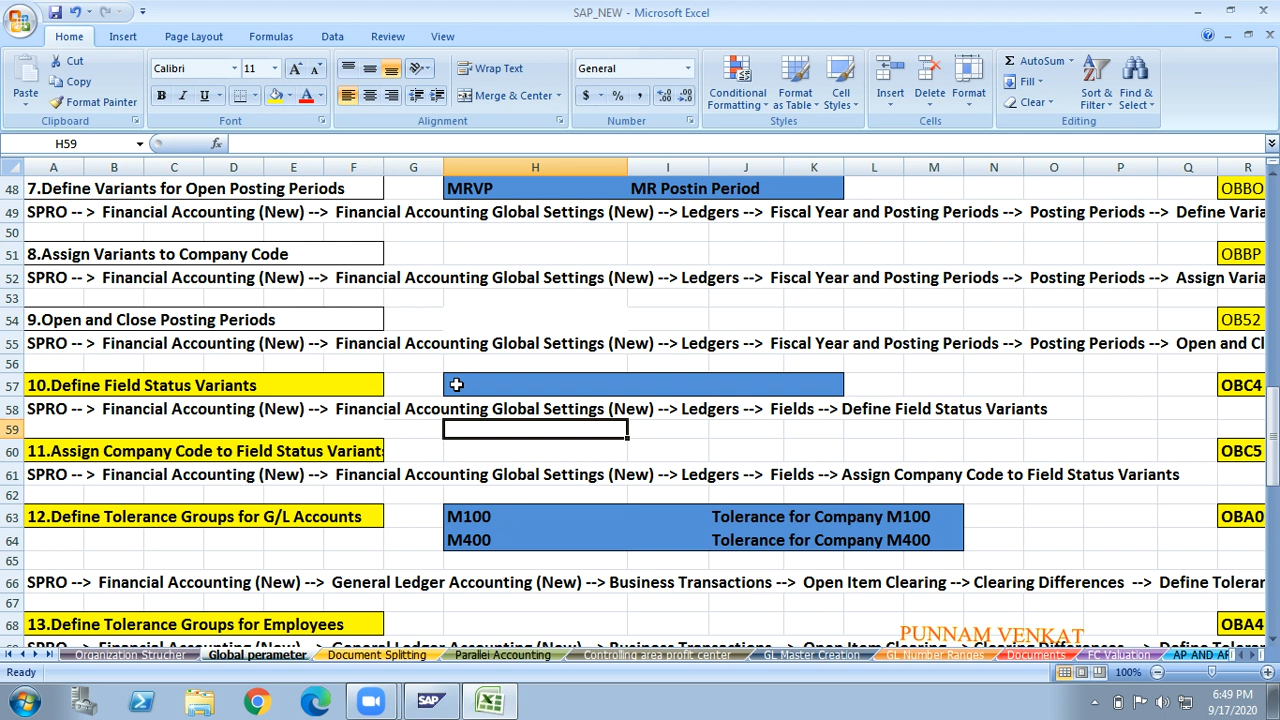 SAP_NEW - Microsoft Excel
Home Insert Page Layout Formulas Data Review View
Paste Cut Copy Format Painter Clipboard
Calibri 11 B I U A Font
Wrap Text Merge & Center Alignment
General $ % , Number
Conditional Formatting Format as Table Cell Styles Styles
Insert Delete Format Cells
AutoSum Fill Clear Sort & Filter Find & Select Editing
H59 fx
A B C D E F G H I J K L M N O P Q R
48 7.Define Variants for Open Posting Periods MRVP MR Postin Period OBBO
49 SPRO -- > Financial Accounting (New) --> Financial Accounting Global Settings (New) --> Ledgers --> Fiscal Year and Posting Periods --> Posting Periods --> Define Varia
50
51 8.Assign Variants to Company Code OBBP
52 SPRO -- > Financial Accounting (New) --> Financial Accounting Global Settings (New) --> Ledgers --> Fiscal Year and Posting Periods --> Posting Periods --> Assign Varia
53
54 9.Open and Close Posting Periods OB52
55 SPRO -- > Financial Accounting (New) --> Financial Accounting Global Settings (New) --> Ledgers --> Fiscal Year and Posting Periods --> Posting Periods --> Open and Cl
56
57 10.Define Field Status Variants OBC4
58 SPRO -- > Financial Accounting (New) --> Financial Accounting Global Settings (New) --> Ledgers --> Fields --> Define Field Status Variants
59
60 11.Assign Company Code to Field Status Variants OBC5
61 SPRO -- > Financial Accounting (New) --> Financial Accounting Global Settings (New) --> Ledgers --> Fields --> Assign Company Code to Field Status Variants
62
63 12.Define Tolerance Groups for G/L Accounts M100 Tolerance for Company M100 OBA0
64 M400 Tolerance for Company M400
65
66 SPRO --> Financial Accounting (New) --> General Ledger Accounting (New) --> Business Transactions --> Open Item Clearing --> Clearing Differences --> Define Toleran
67
68 13.Define Tolerance Groups for Employees OBA4
PUNNAM VENKAT
Organization Strucher Global perameter Document Splitting Parallei Accounting Controlling area profit center GL Master Creation GL Number Ranges Documents FC Valuation AP AND AR
Ready 100%
SAP 6:49 PM
9/17/2020